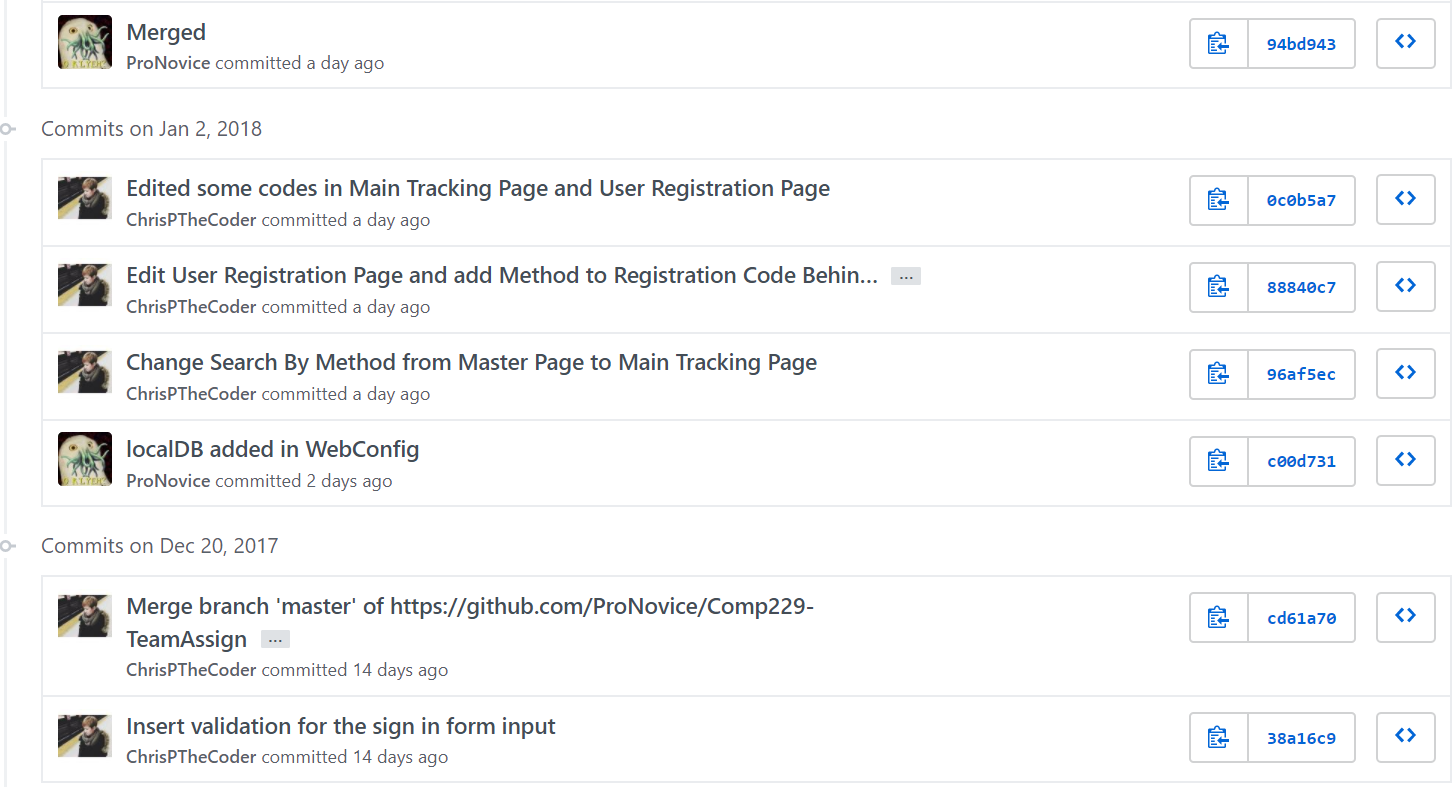 Merged
ProNovice committed a day ago
94bd943
Commits on Jan 2, 2018
Edited some codes in Main Tracking Page and User Registration Page
ChrisPTheCoder committed a day ago
0c0b5a7
Edit User Registration Page and add Method to Registration Code Behin... ...
ChrisPTheCoder committed a day ago
88840c7
Change Search By Method from Master Page to Main Tracking Page
ChrisPTheCoder committed a day ago
96af5ec
localDB added in WebConfig
ProNovice committed 2 days ago
c00d731
Commits on Dec 20, 2017
Merge branch 'master' of https://github.com/ProNovice/Comp229-
TeamAssign ...
ChrisPTheCoder committed 14 days ago
cd61a70
Insert validation for the sign in form input
ChrisPTheCoder committed 14 days ago
38a16c9